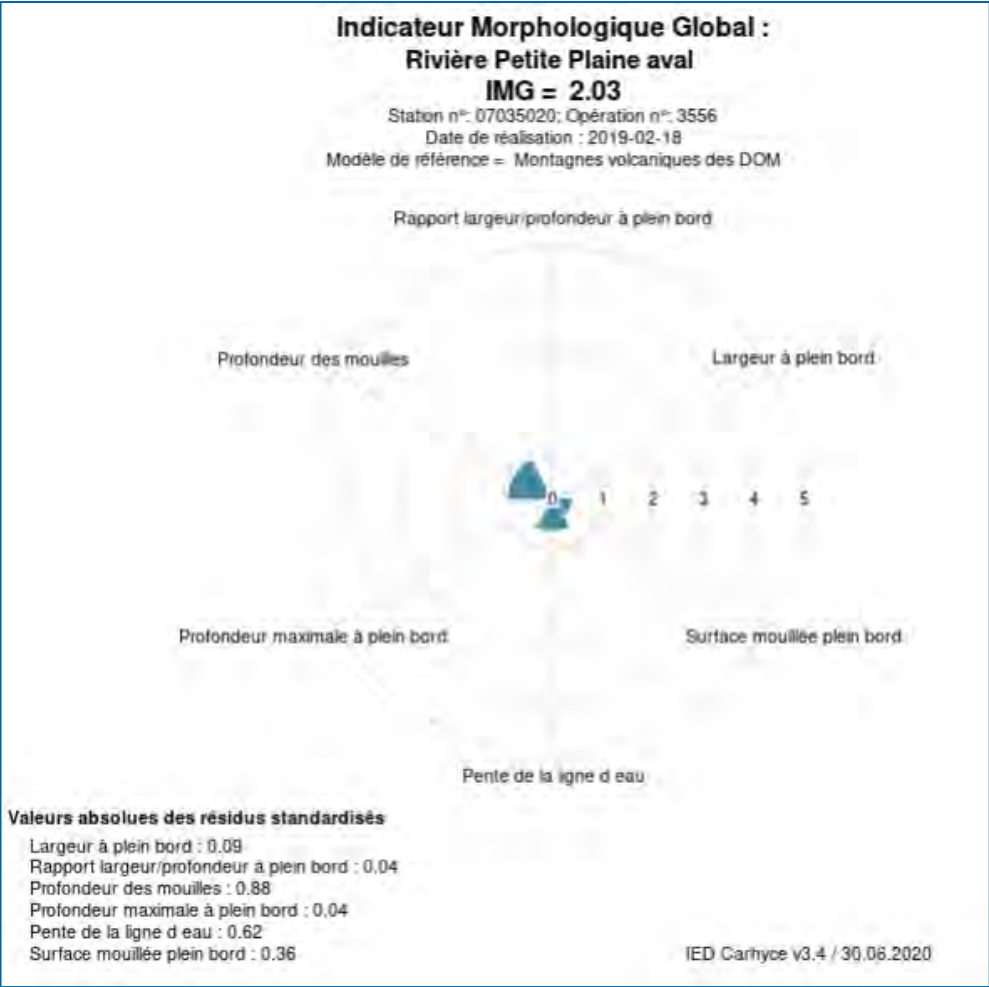 Indicateur Morphologique Global :
Rivière Petite Plaine aval
IMG = 2.03
Station n°: 07035020; Opération n°: 3556
Date de réalisation : 2019-02-18
Modèle de référence = Montagnes volcaniques des DOM
Rapport largeur/profondeur à plein bord
Profondeur des mouilles
Largeur à plein bord
0 1 2 3 4 5
Profondeur maximale à plein bord
Surface mouillée plein bord
Pente de la ligne d eau
Valeurs absolues des résidus standardisés
Largeur à plein bord : 0.09
Rapport largeur/profondeur à plein bord : 0.04
Profondeur des mouilles : 0.88
Profondeur maximale à plein bord : 0.04
Pente de la ligne d eau : 0.62
Surface mouillée plein bord : 0.36
IED Carhyce v3.4 / 30.06.2020